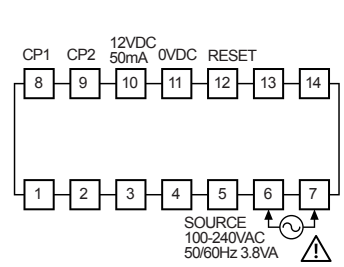 12VDC
CP1 CP2 50mA 0VDC RESET
8 9 10 11 12 13 14
1 2 3 4 5 6 7
SOURCE
100-240VAC
50/60Hz 3.8VA
!